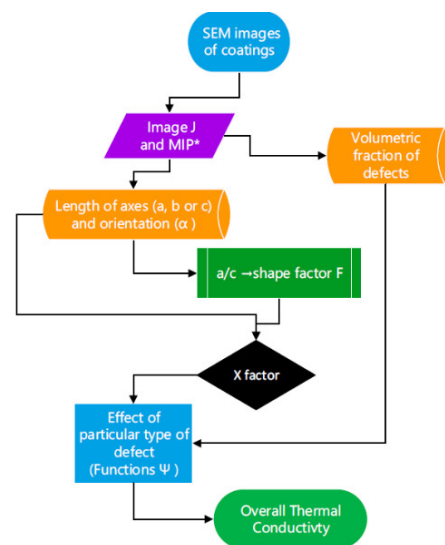 SEM images
of coatings
Image J
and MIP*
Volumetric
fraction of
defects
Length of axes (a, b or c)
and orientation (α )
a/c →shape factor F
X factor
Effect of
particular type of
defect
(Functions Ψ )
Overall Thermal
Conductivty